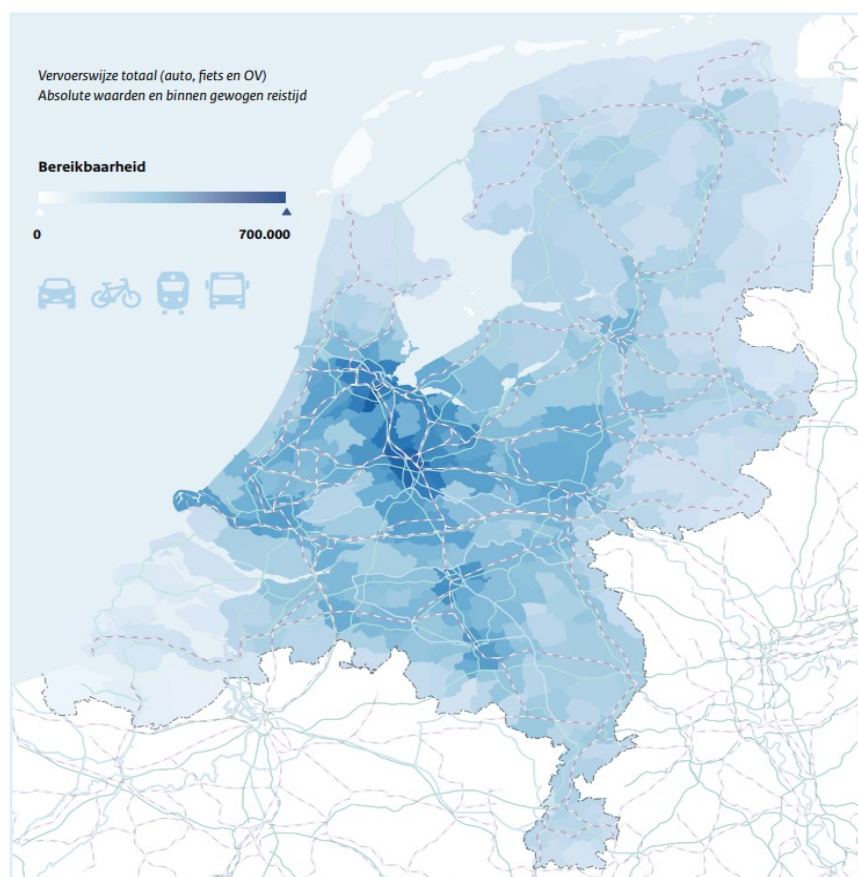 Vervoerswijze totaal (auto, fiets en OV)
Absolute waarden en binnen gewogen reistijd
Bereikbaarheid
0 700.000